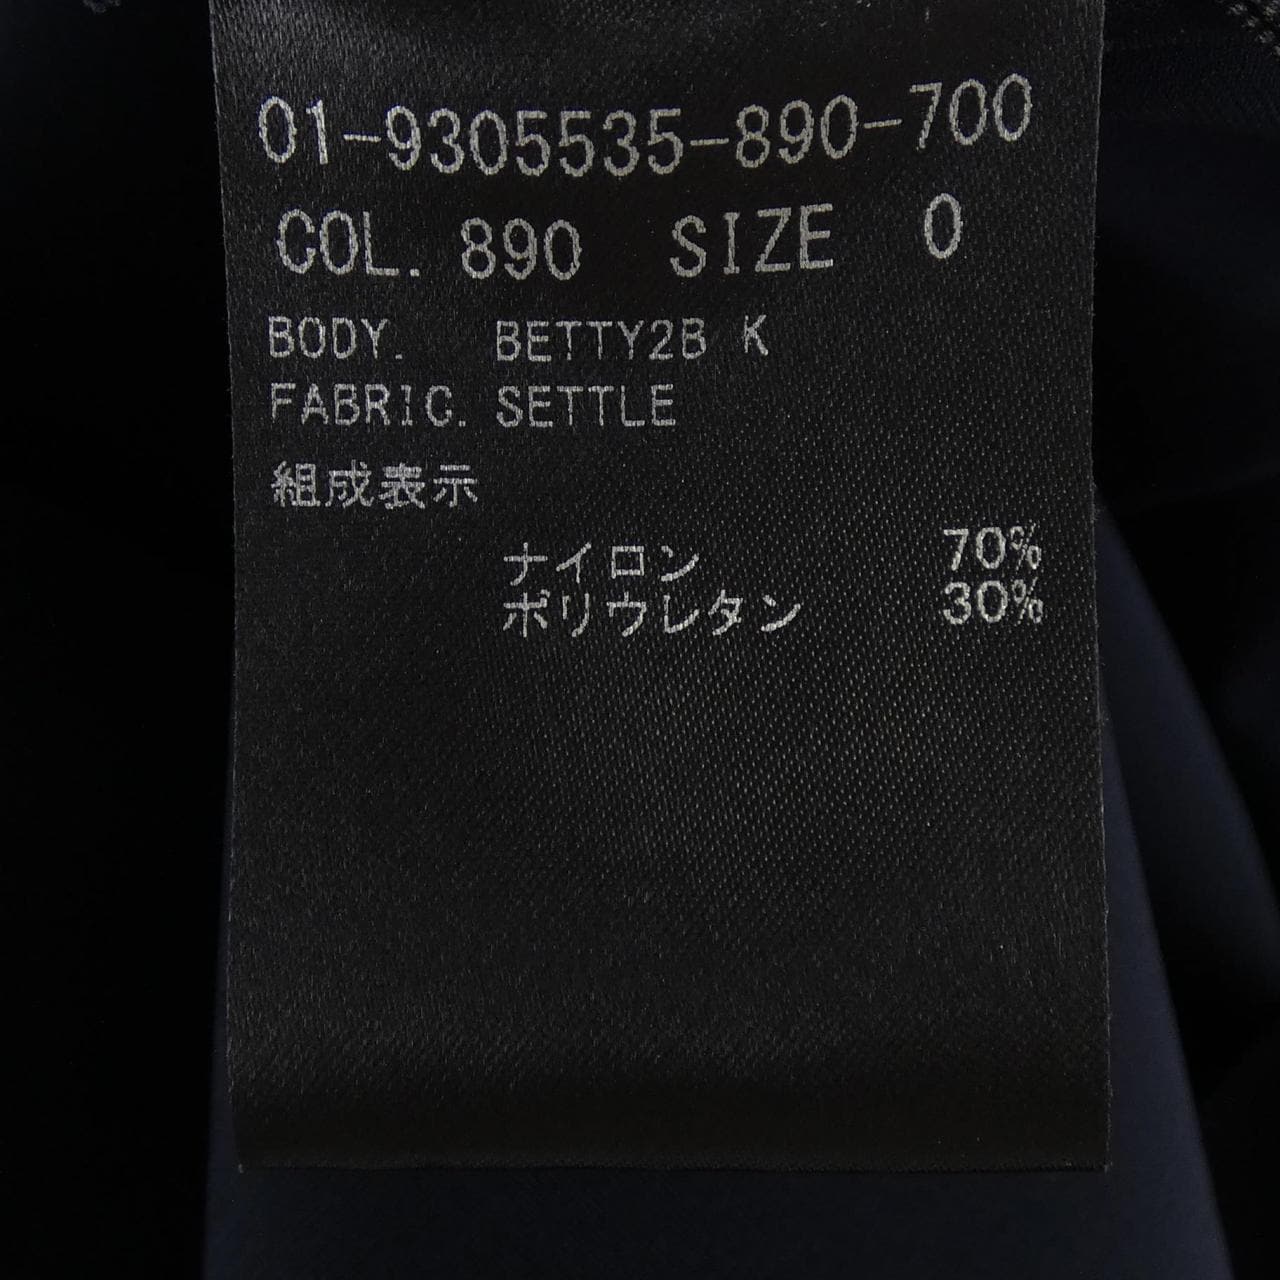 01-9305535-890-700
COL. 890 SIZE 0
BODY. BETTY2B K
FABRIC. SETTLE
組成表示
ナイロン 70%
ポリウレタン 30%